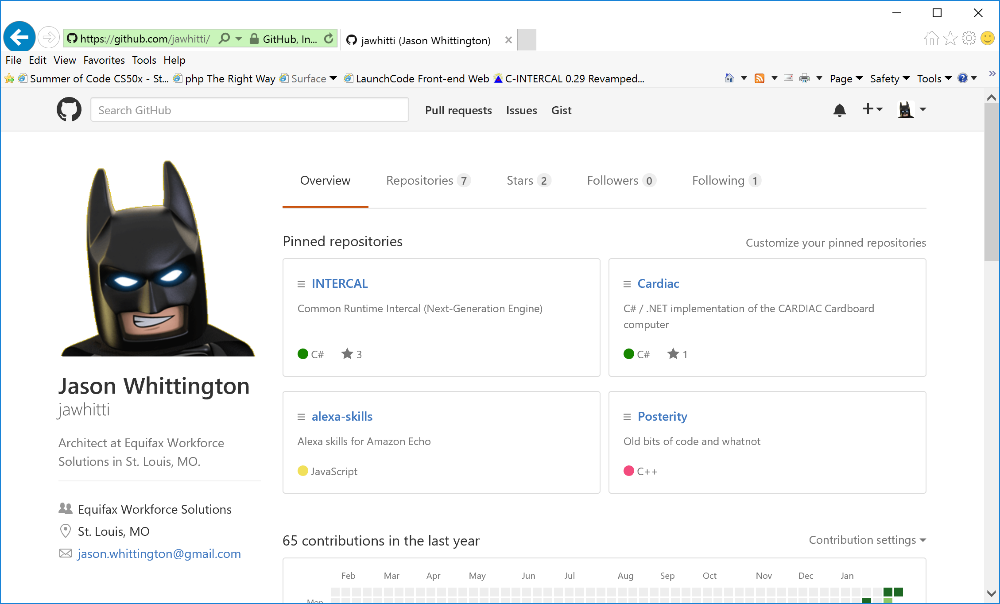 https://github.com/jawhitti/
GitHub, In...
jawhitti (Jason Whittington)
File Edit View Favorites Tools Help
Summer of Code CS50x - St... php The Right Way Surface LaunchCode Front-end Web C-INTERCAL 0.29 Revamped...
Page Safety Tools
Search GitHub
Pull requests Issues Gist
Overview Repositories 7 Stars 2 Followers 0 Following 1
Pinned repositories
Customize your pinned repositories
INTERCAL
Common Runtime Intercal (Next-Generation Engine)
C# 3
Cardiac
C# / .NET implementation of the CARDIAC Cardboard
computer
C# 1
alexa-skills
Alexa skills for Amazon Echo
JavaScript
Posterity
Old bits of code and whatnot
C++
Jason Whittington
jawhitti
Architect at Equifax Workforce
Solutions in St. Louis, MO.
Equifax Workforce Solutions
St. Louis, MO
jason.whittington@gmail.com
65 contributions in the last year
Contribution settings
Feb Mar Apr May Jun Jul Aug Sep Oct Nov Dec Jan
Mon